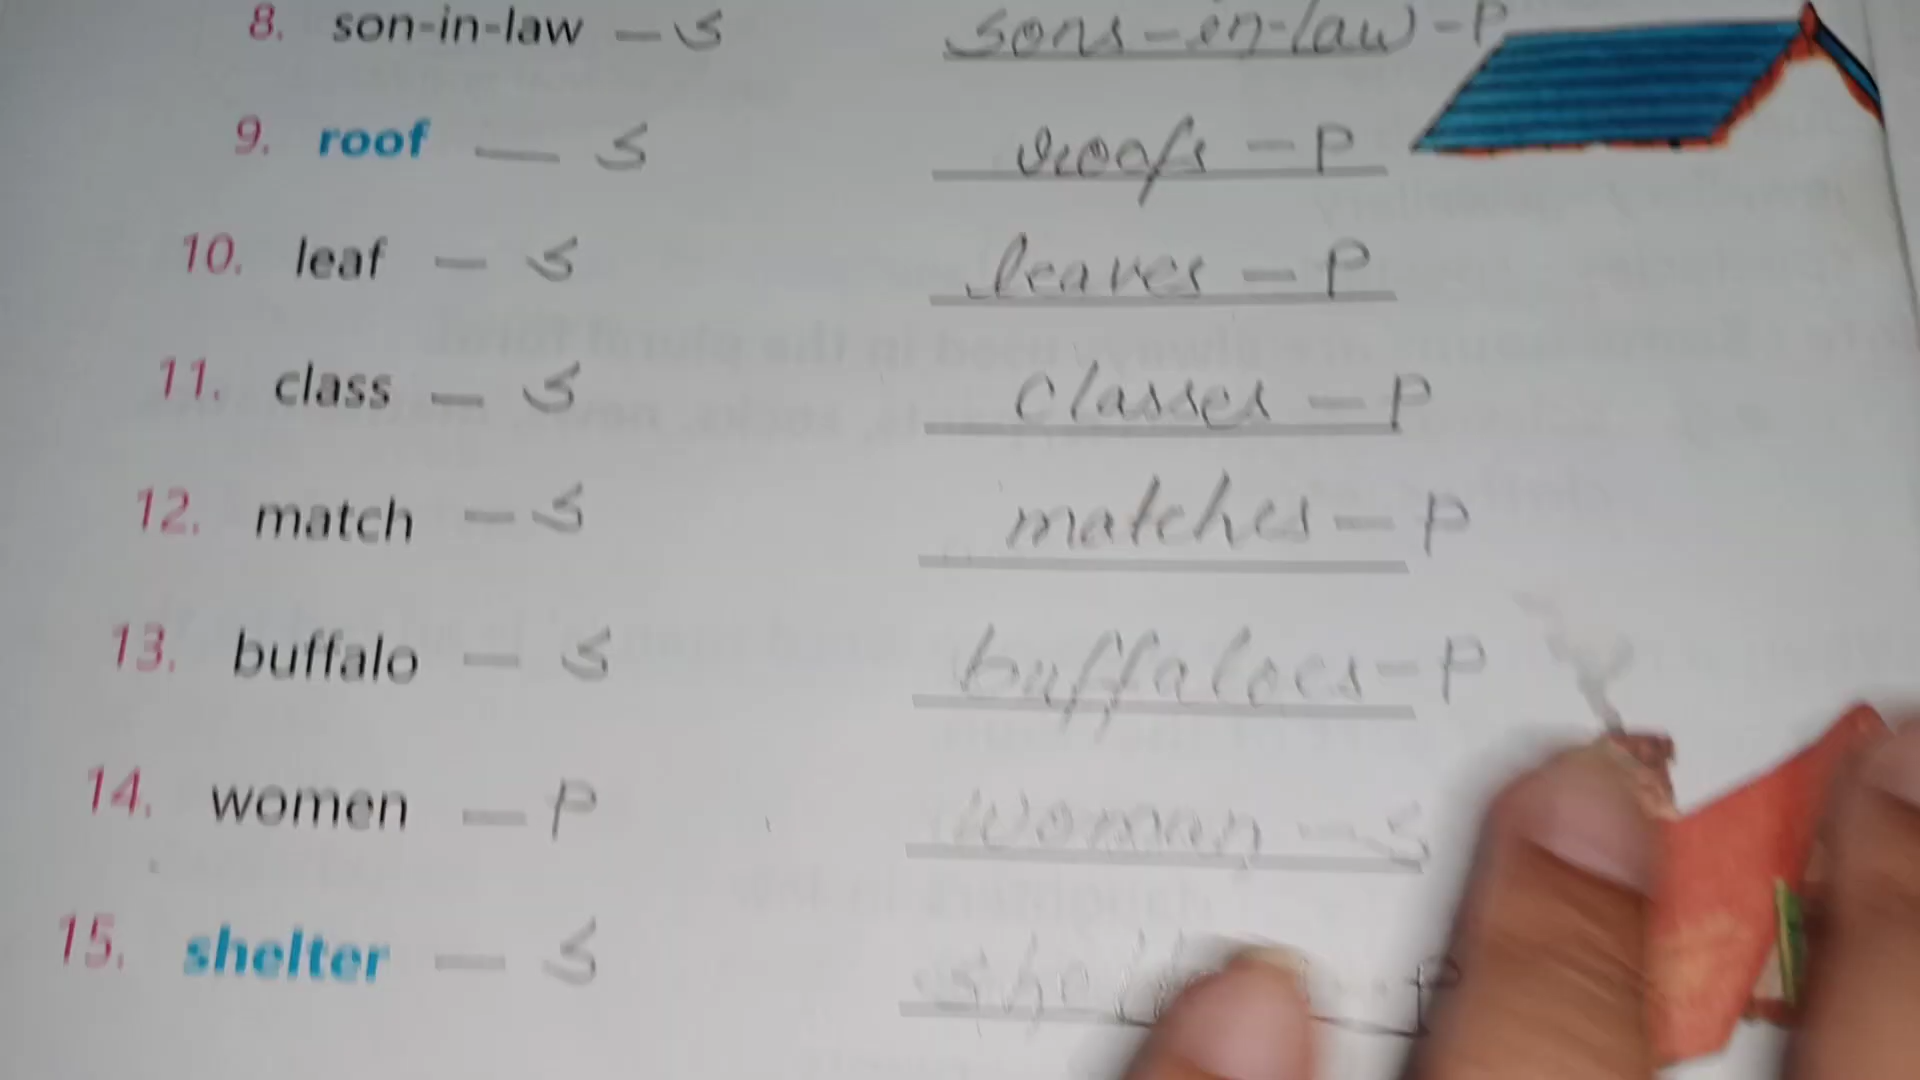 8. son-in-law – S sons-in-law – P
9. roof – S roofs – P
10. leaf – S leaves – P
11. class – S classes – P
12. match – S matches – P
13. buffalo – S buffaloes – P
14. women – P woman – S
15. shelter – S P